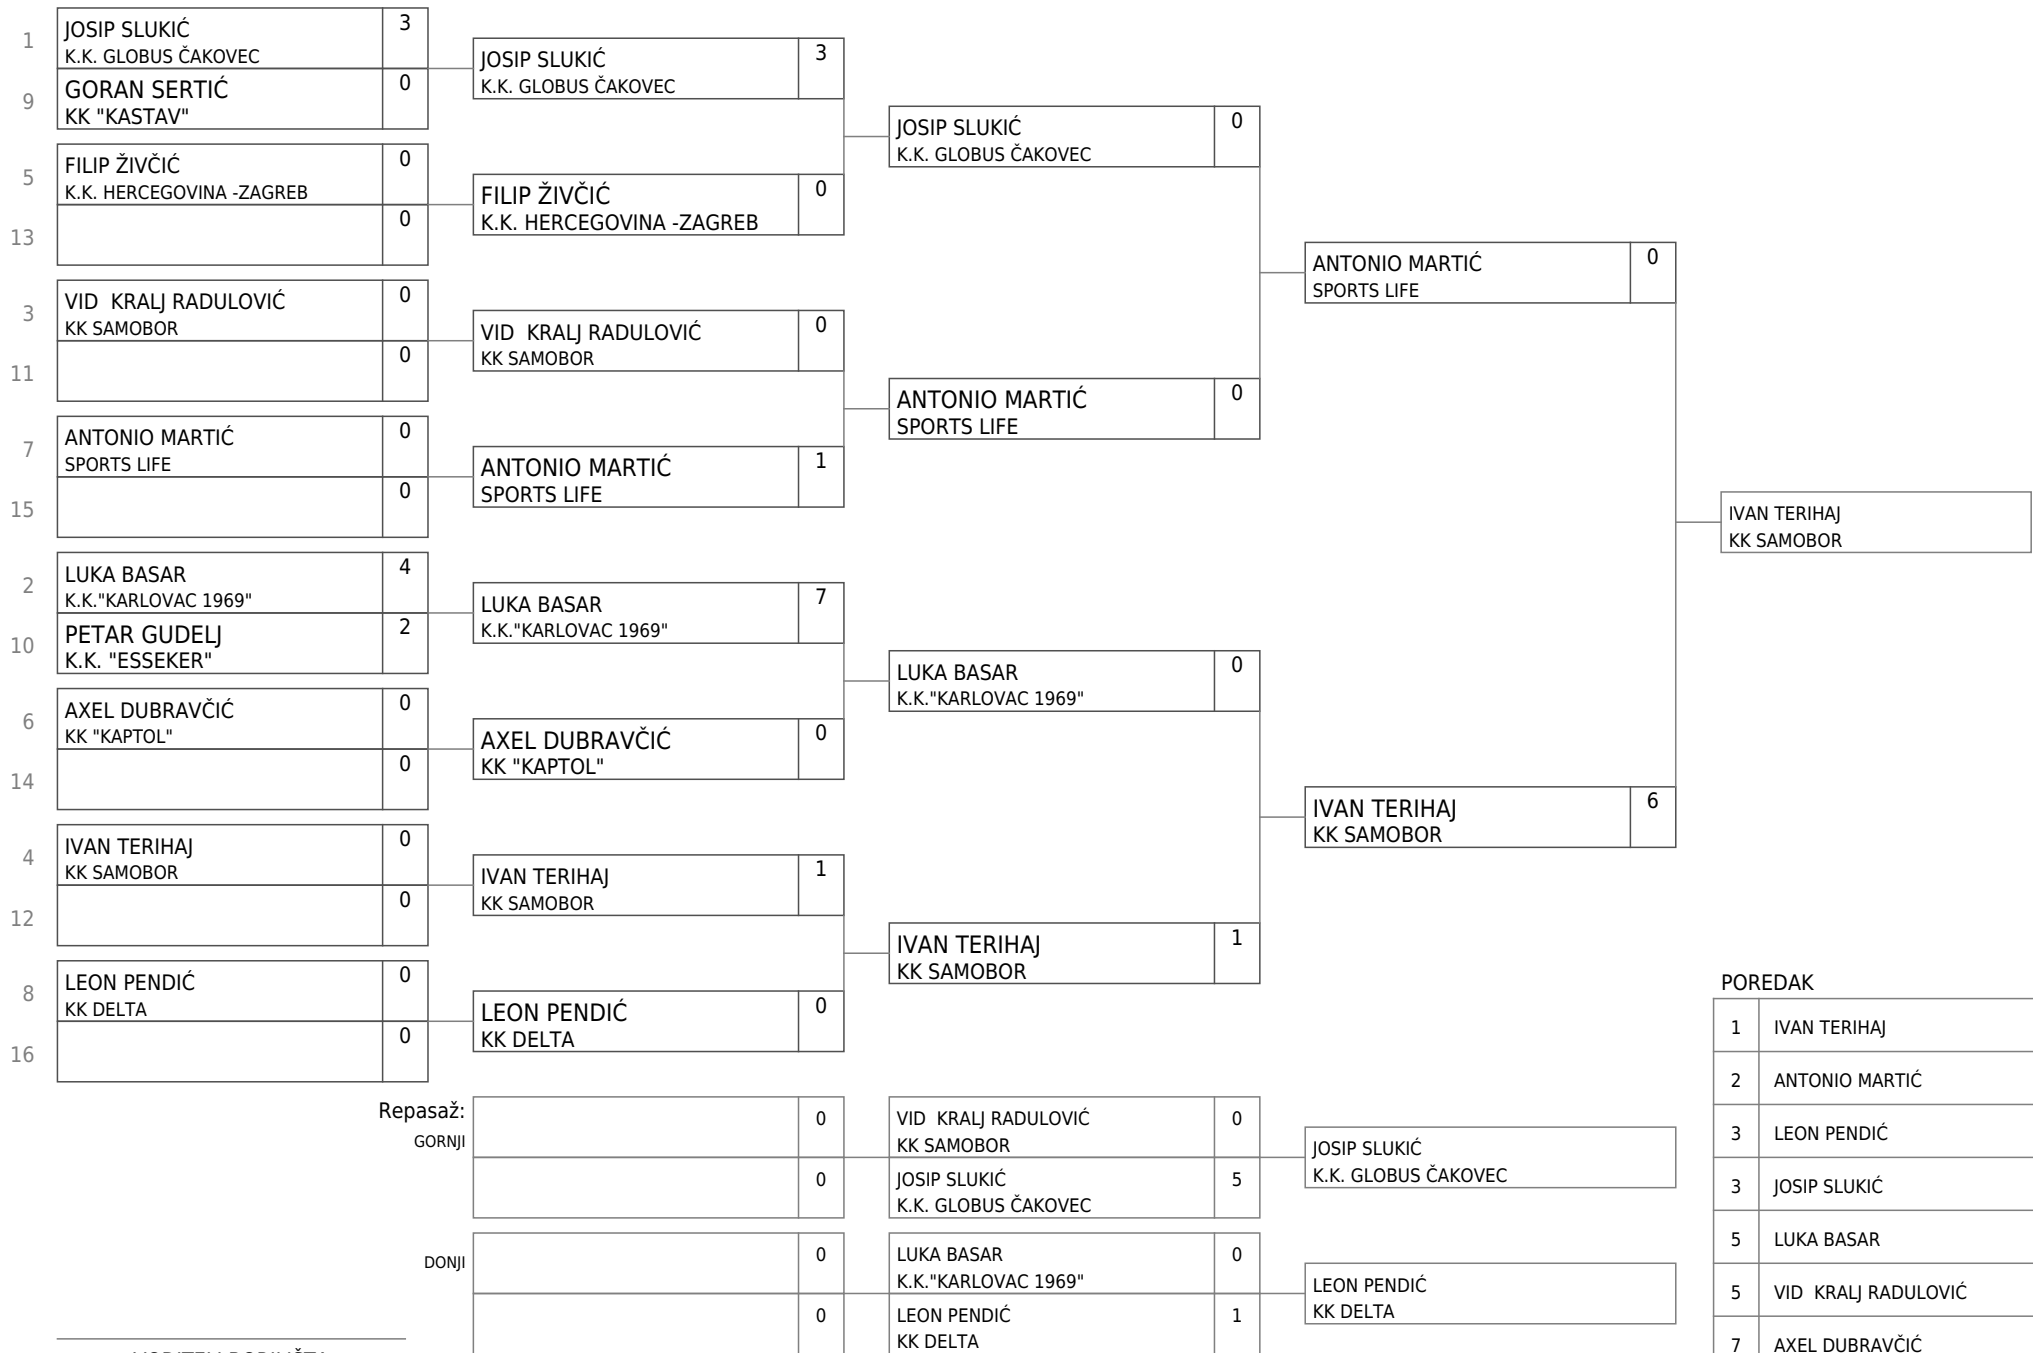 1
JOSIP SLUKIĆ
K.K. GLOBUS ČAKOVEC
3
9
GORAN SERTIĆ
KK "KASTAV"
0
5
FILIP ŽIVČIĆ
K.K. HERCEGOVINA -ZAGREB
0
13
0
3
VID  KRALJ RADULOVIĆ
KK SAMOBOR
0
11
0
7
ANTONIO MARTIĆ
SPORTS LIFE
0
15
0
2
LUKA BASAR
K.K."KARLOVAC 1969"
4
10
PETAR GUDELJ
K.K. "ESSEKER"
2
6
AXEL DUBRAVČIĆ
KK "KAPTOL"
0
14
0
4
IVAN TERIHAJ
KK SAMOBOR
0
12
0
8
LEON PENDIĆ
KK DELTA
0
16
0
JOSIP SLUKIĆ
K.K. GLOBUS ČAKOVEC
3
FILIP ŽIVČIĆ
K.K. HERCEGOVINA -ZAGREB
0
VID  KRALJ RADULOVIĆ
KK SAMOBOR
0
ANTONIO MARTIĆ
SPORTS LIFE
1
LUKA BASAR
K.K."KARLOVAC 1969"
7
AXEL DUBRAVČIĆ
KK "KAPTOL"
0
IVAN TERIHAJ
KK SAMOBOR
1
LEON PENDIĆ
KK DELTA
0
JOSIP SLUKIĆ
K.K. GLOBUS ČAKOVEC
0
ANTONIO MARTIĆ
SPORTS LIFE
0
LUKA BASAR
K.K."KARLOVAC 1969"
0
IVAN TERIHAJ
KK SAMOBOR
1
ANTONIO MARTIĆ
SPORTS LIFE
0
IVAN TERIHAJ
KK SAMOBOR
6
IVAN TERIHAJ
KK SAMOBOR
Repasaž:
GORNJI
0
0
VID  KRALJ RADULOVIĆ
KK SAMOBOR
0
JOSIP SLUKIĆ
K.K. GLOBUS ČAKOVEC
5
JOSIP SLUKIĆ
K.K. GLOBUS ČAKOVEC
DONJI
0
0
LUKA BASAR
K.K."KARLOVAC 1969"
0
LEON PENDIĆ
KK DELTA
1
LEON PENDIĆ
KK DELTA
POREDAK
1 IVAN TERIHAJ
2 ANTONIO MARTIĆ
3 LEON PENDIĆ
3 JOSIP SLUKIĆ
5 LUKA BASAR
5 VID  KRALJ RADULOVIĆ
7 AXEL DUBRAVČIĆ